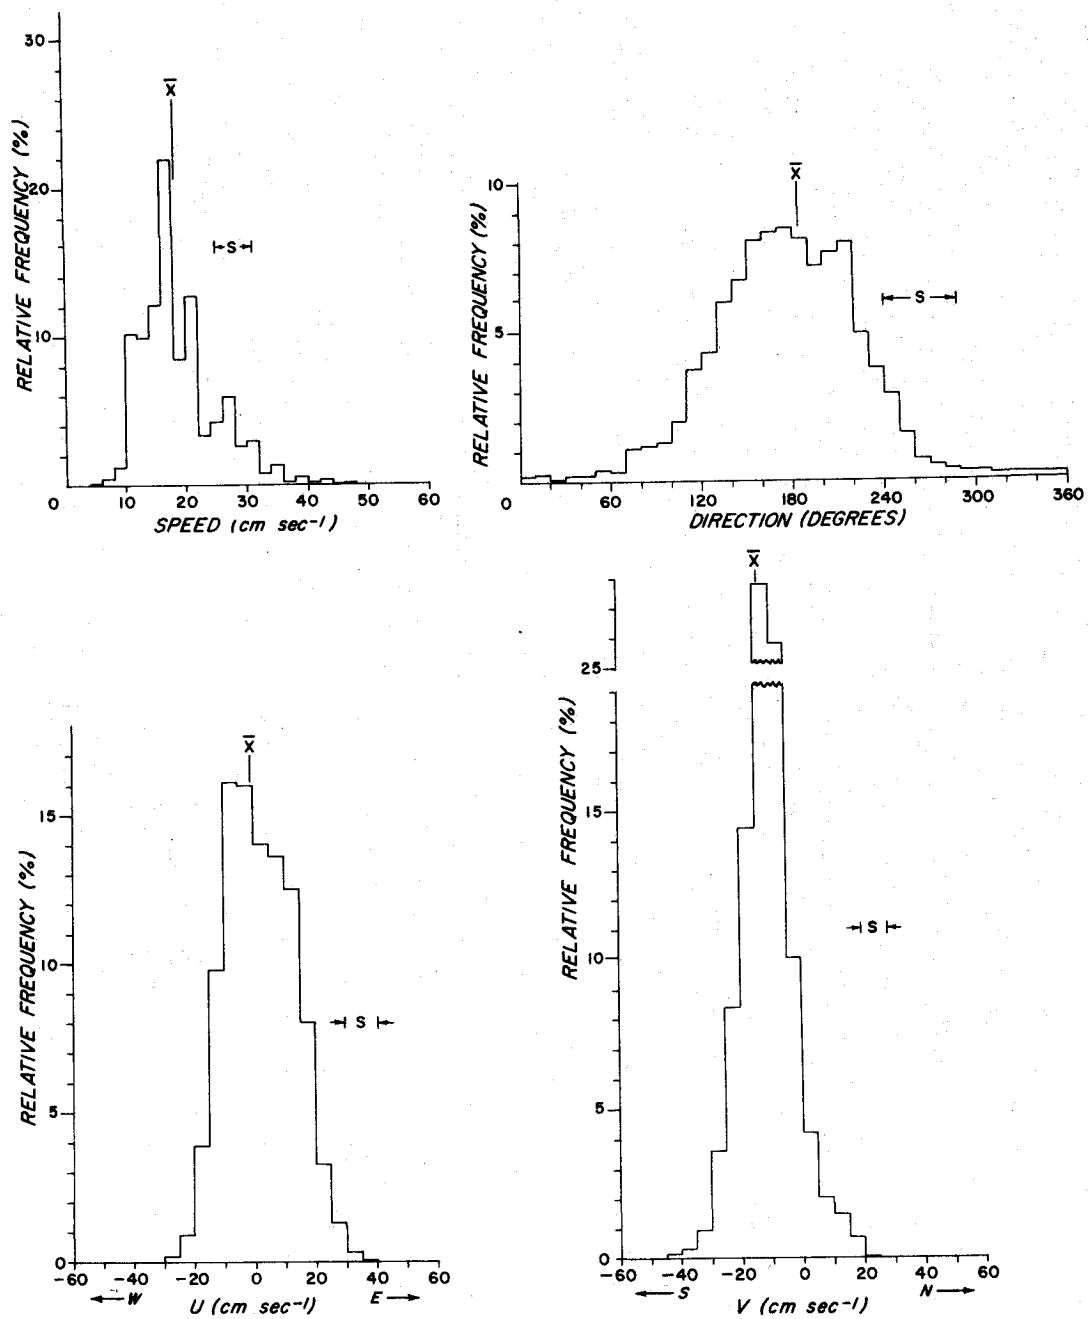 30
20
10
RELATIVE FREQUENCY (%)
X̄
S
0 10 20 30 40 50 60
SPEED (cm sec⁻¹)
10
5
RELATIVE FREQUENCY (%)
X̄
S
0 60 120 180 240 300 360
DIRECTION (DEGREES)
15
10
5
0
RELATIVE FREQUENCY (%)
X̄
S
-60 -40 -20 0 20 40 60
W U (cm sec⁻¹) E
25
15
10
5
0
RELATIVE FREQUENCY (%)
X̄
S
-60 -40 -20 0 20 40 60
S V (cm sec⁻¹) N